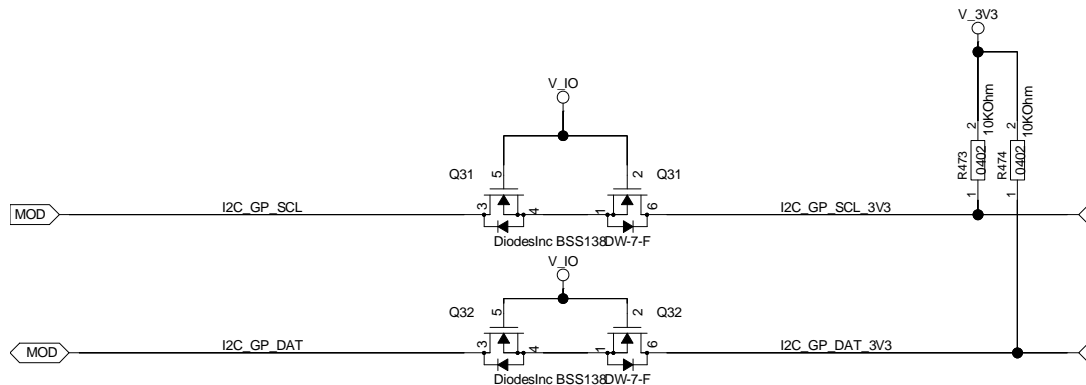 V_3V3
V_IO
2
10KOhm
2
10KOhm
R473
0402
R474
0402
1
1
Q31
5
2
Q31
MOD
I2C_GP_SCL
3
4
1
6
I2C_GP_SCL_3V3
DiodesInc BSS138DW-7-F
V_IO
Q32
5
2
Q32
MOD
I2C_GP_DAT
3
4
1
6
I2C_GP_DAT_3V3
DiodesInc BSS138DW-7-F